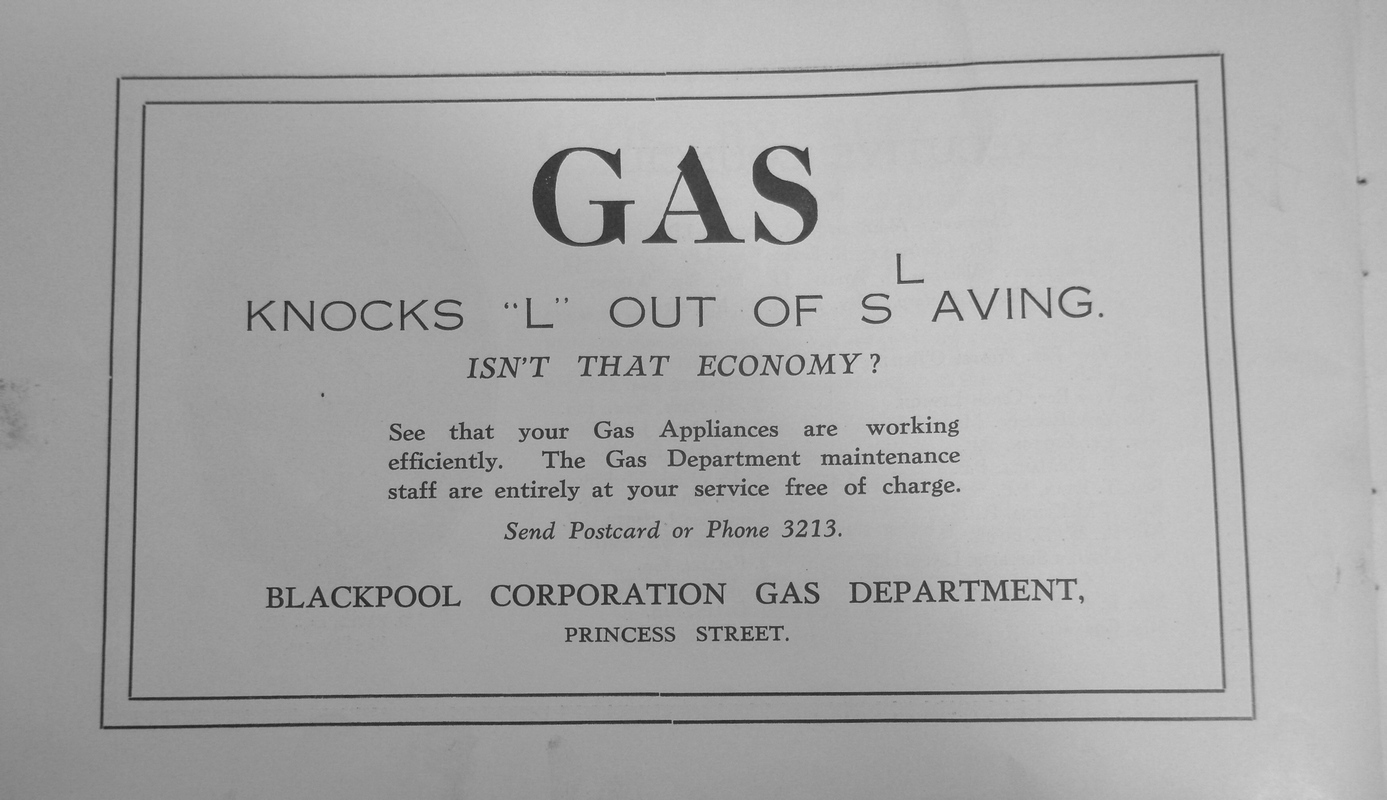 GAS
KNOCKS "L" OUT OF SLAVING.
ISN'T THAT ECONOMY?
See that your Gas Appliances are working
efficiently. The Gas Department maintenance
staff are entirely at your service free of charge.
Send Postcard or Phone 3213.
BLACKPOOL CORPORATION GAS DEPARTMENT,
PRINCESS STREET.